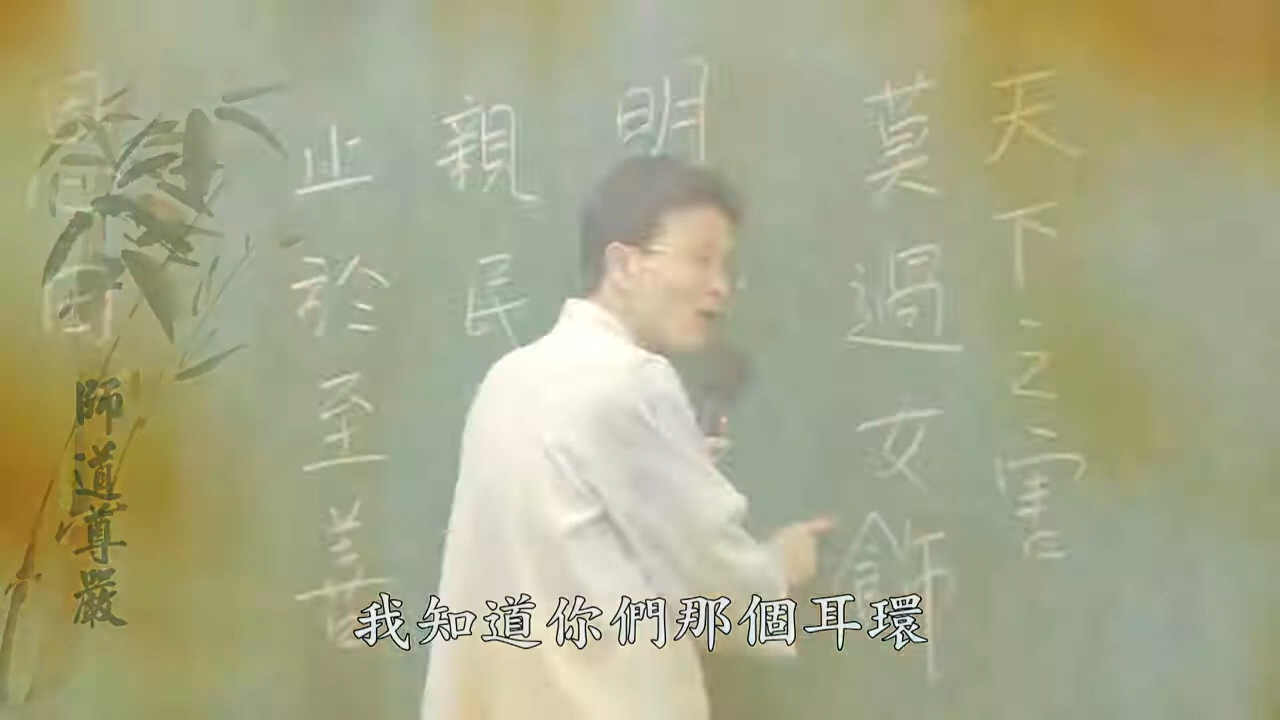 天下之害
莫過女飾
明
親民
止於至善
師道尊嚴
我知道你們那個耳環